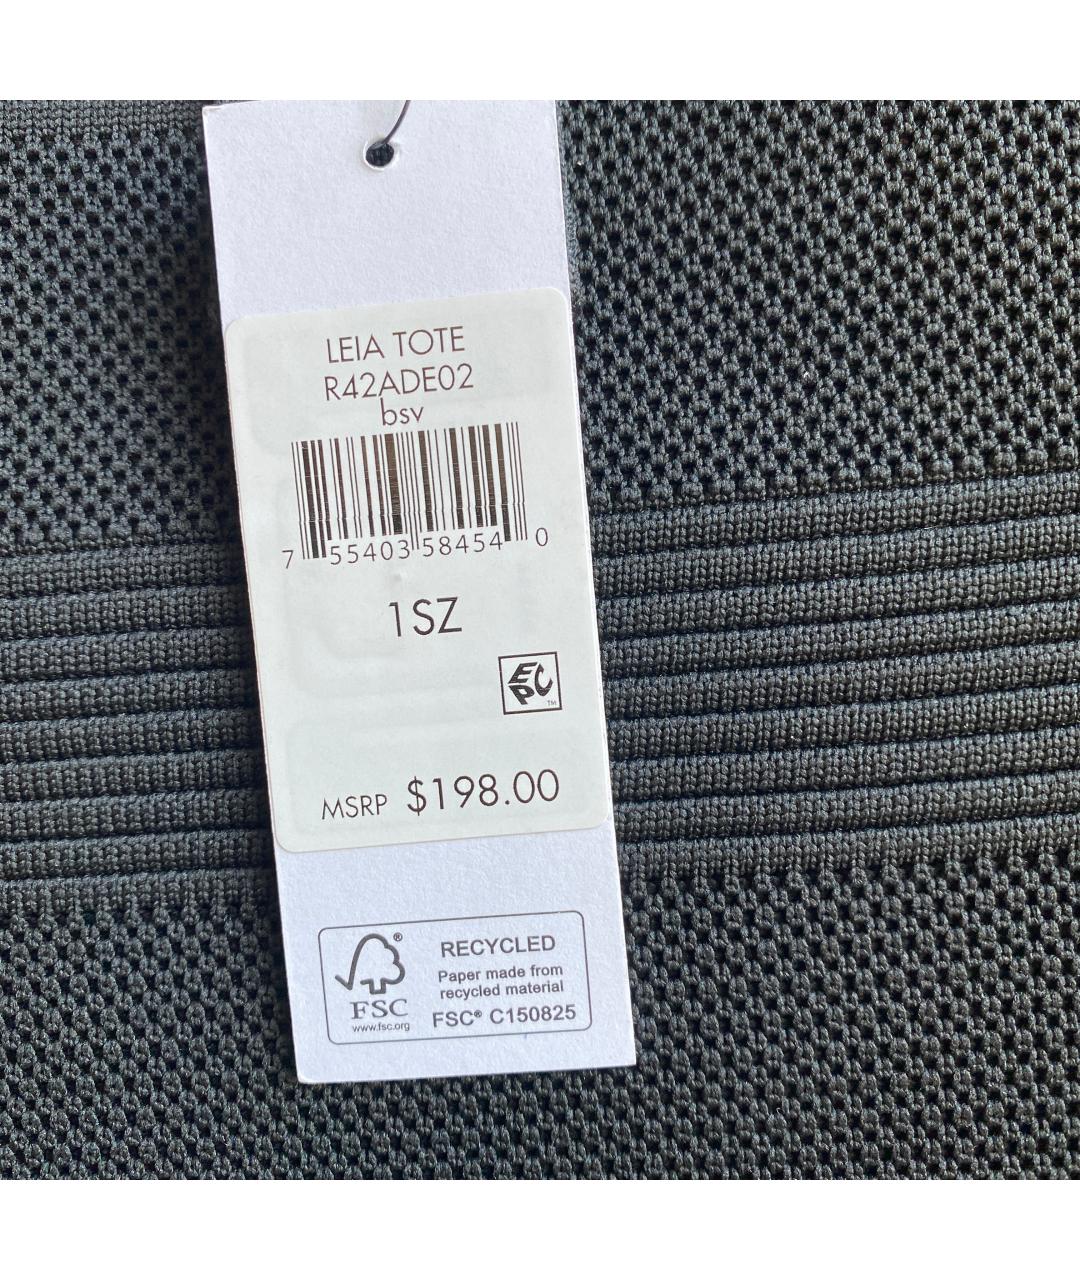 LEIA TOTE
R42ADE02
bsv
7 55403 58454 0
1SZ
EPC™
MSRP $198.00
®
FSC
www.fsc.org
RECYCLED
Paper made from
recycled material
FSC® C150825